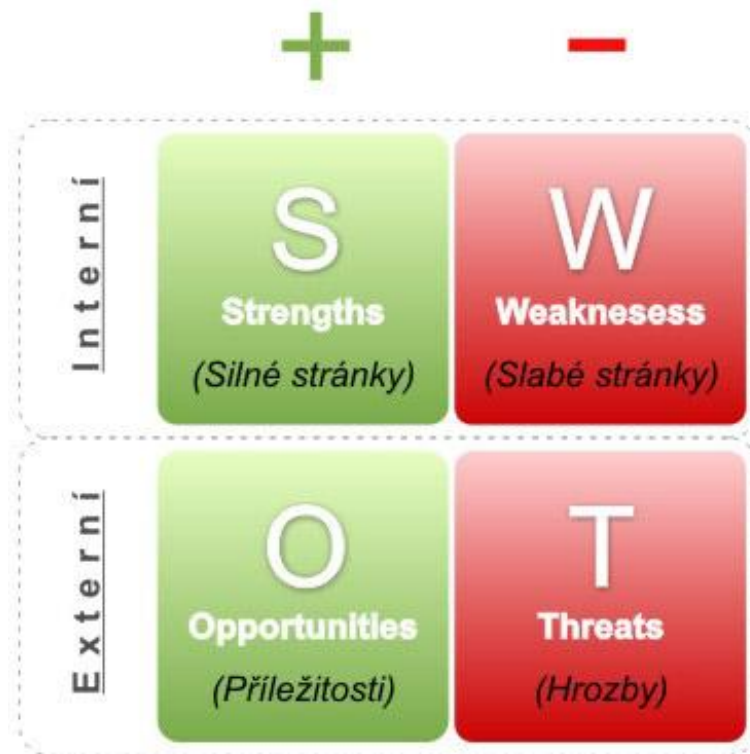 + −
Interní
S
Strengths
(Silné stránky)
W
Weaknesess
(Slabé stránky)
Externí
O
Opportunities
(Příležitosti)
T
Threats
(Hrozby)